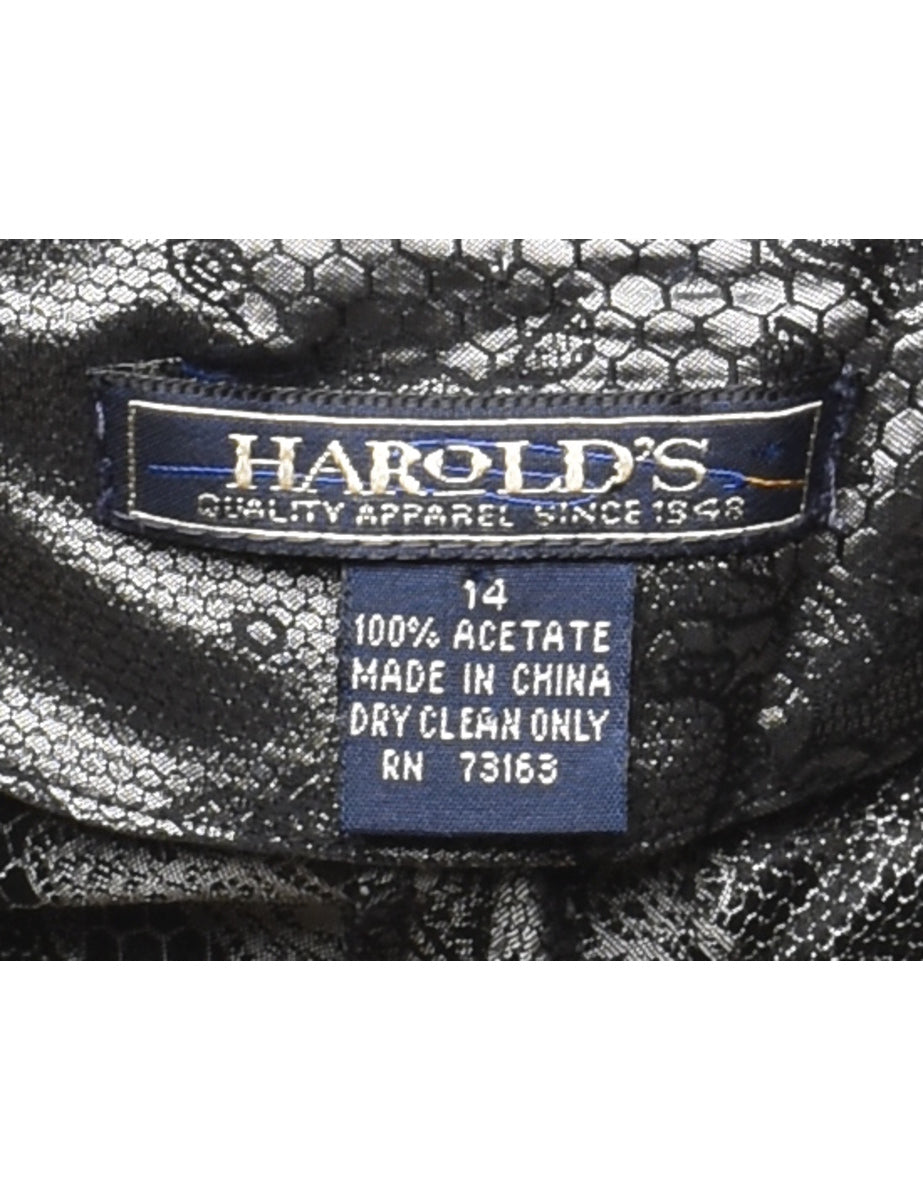 HAROLD'S
QUALITY APPAREL SINCE 1948
14
100% ACETATE
MADE IN CHINA
DRY CLEAN ONLY
RN 73163